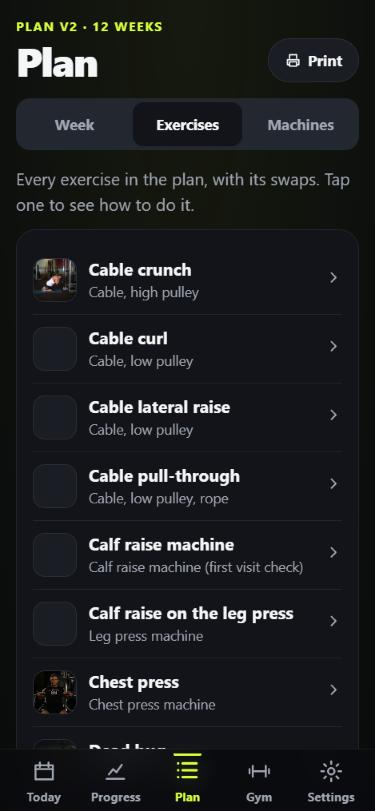 PLAN V2 · 12 WEEKS
Plan
Print
Week
Exercises
Machines
Every exercise in the plan, with its swaps. Tap
one to see how to do it.
Cable crunch
Cable, high pulley
Cable curl
Cable, low pulley
Cable lateral raise
Cable, low pulley
Cable pull-through
Cable, low pulley, rope
Calf raise machine
Calf raise machine (first visit check)
Calf raise on the leg press
Leg press machine
Chest press
Chest press machine
Dead bug
Today
Progress
Plan
Gym
Settings